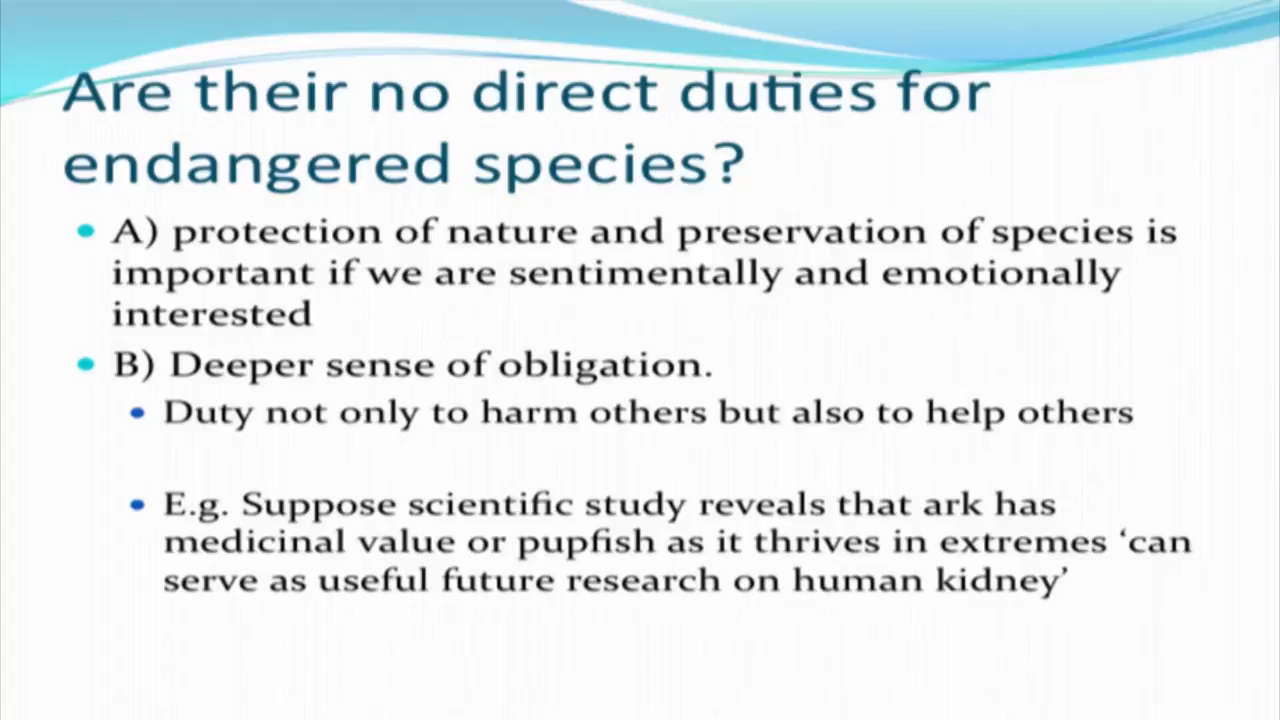 Are their no direct duties for
endangered species?
A) protection of nature and preservation of species is
important if we are sentimentally and emotionally
interested
B) Deeper sense of obligation.
Duty not only to harm others but also to help others
E.g. Suppose scientific study reveals that ark has
medicinal value or pupfish as it thrives in extremes ‘can
serve as useful future research on human kidney’